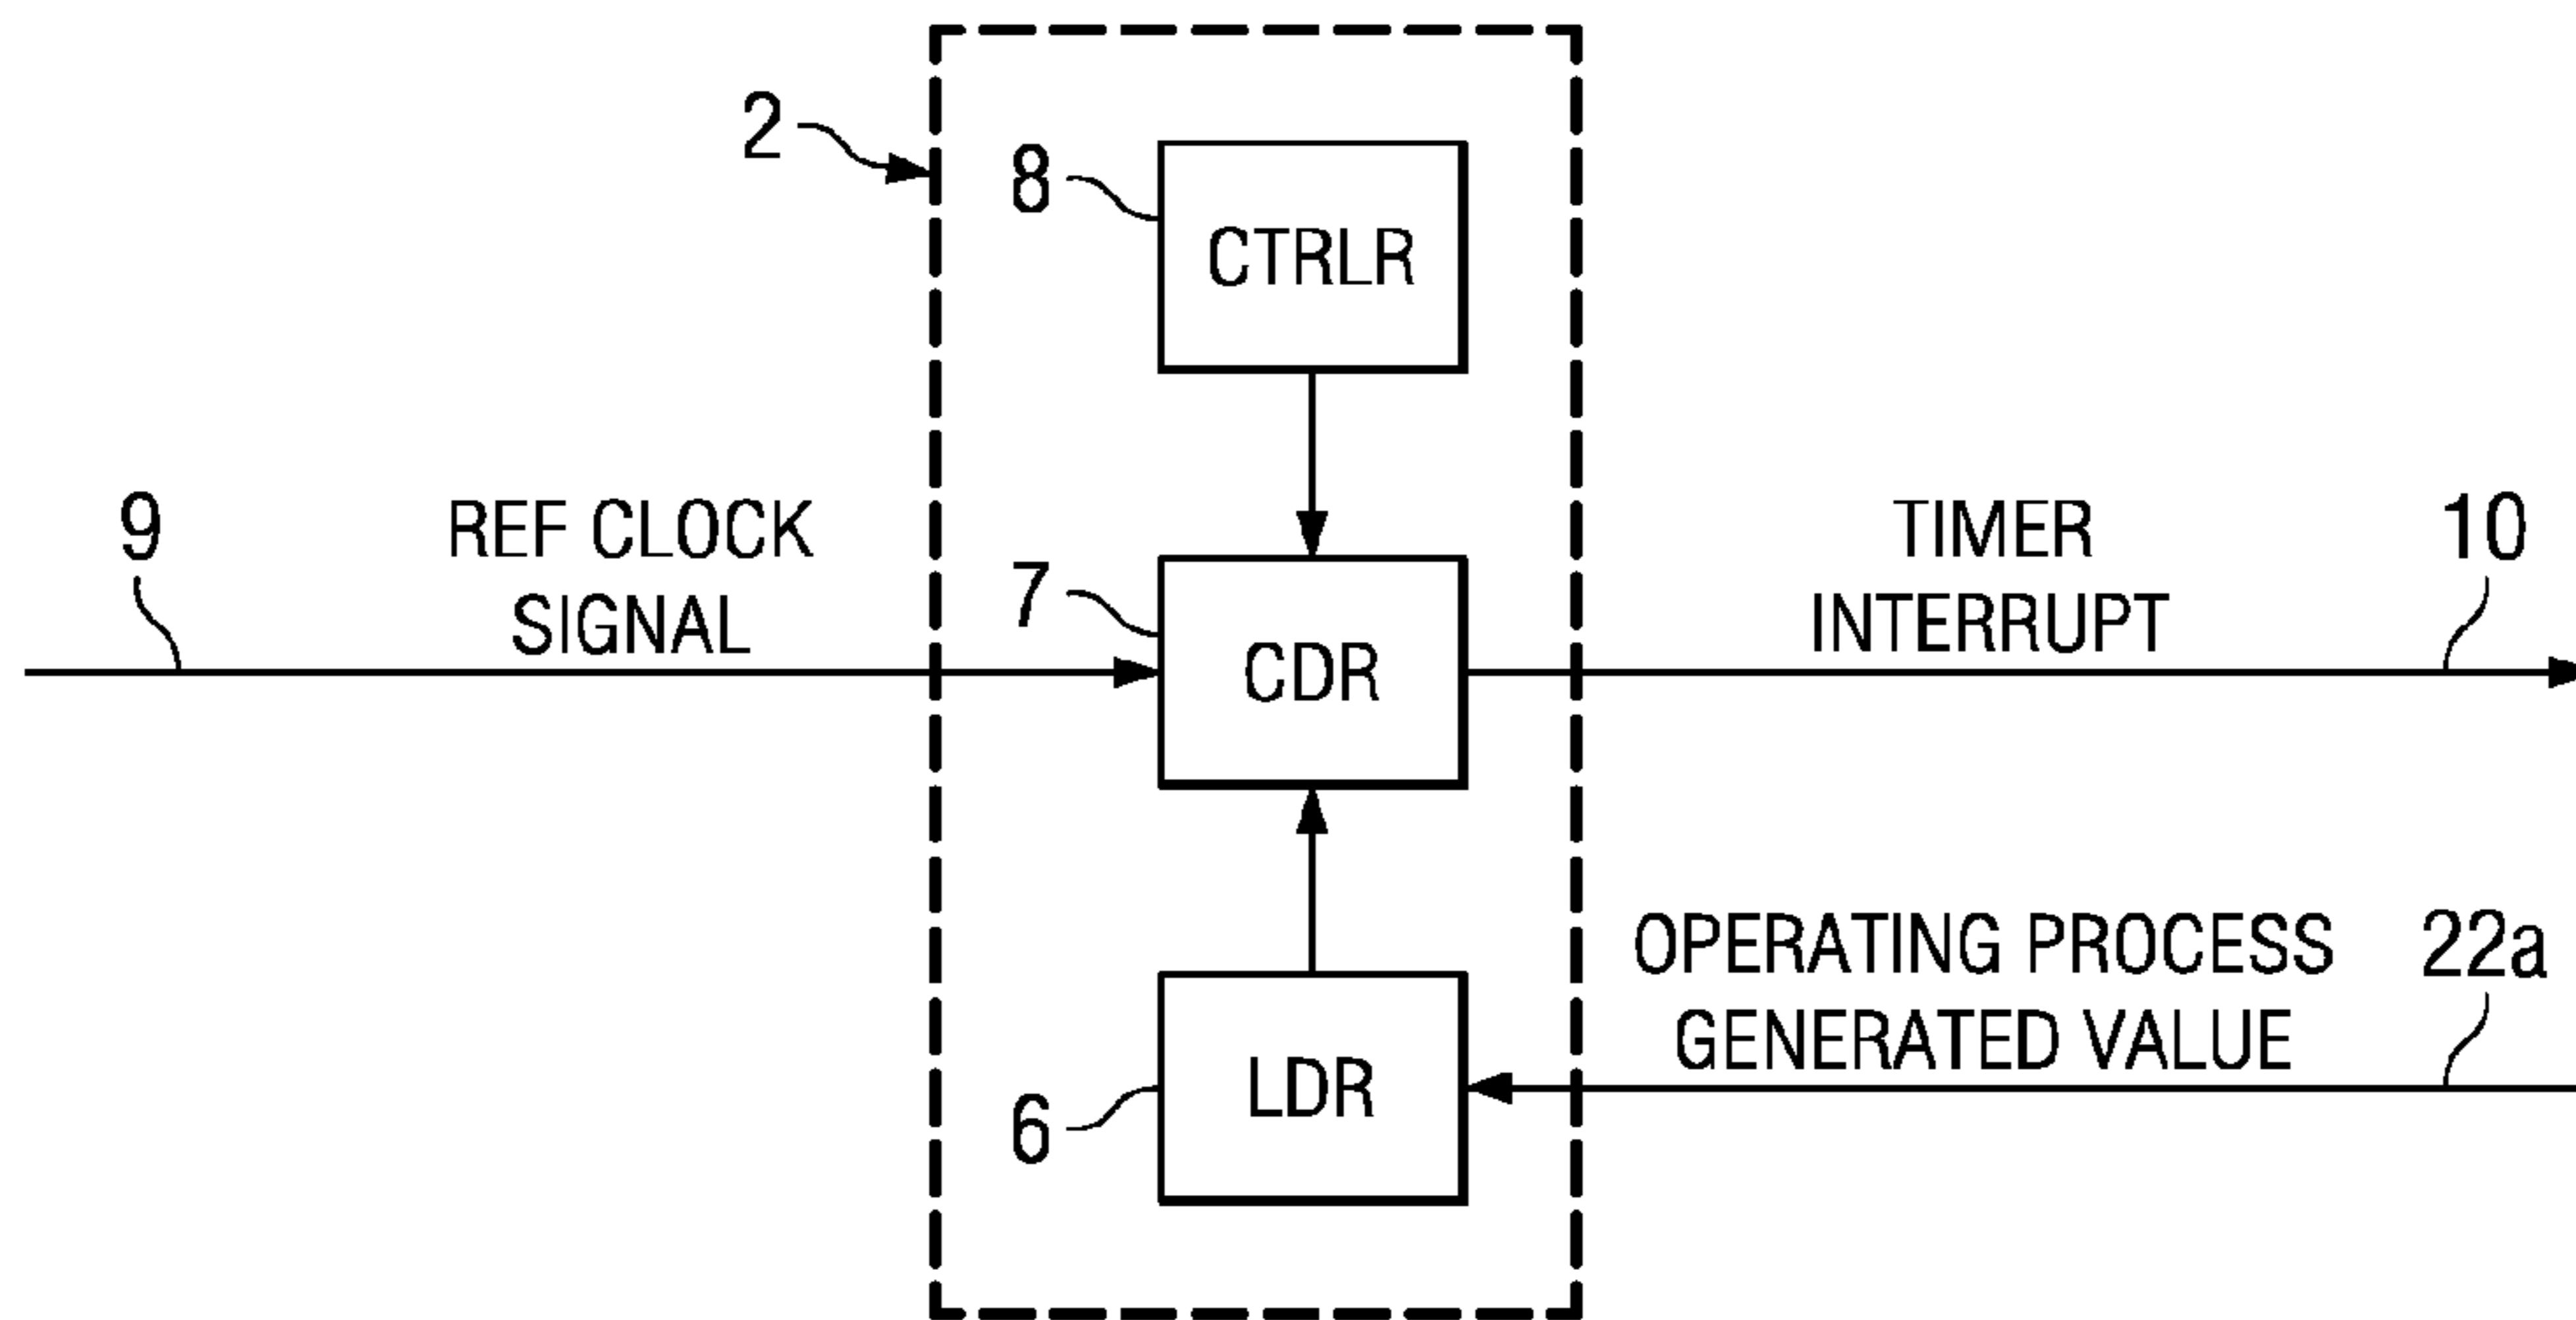 2
8
CTRLR
9
REF CLOCK
SIGNAL
7
CDR
TIMER
INTERRUPT
10
6
LDR
OPERATING PROCESS
GENERATED VALUE
22a